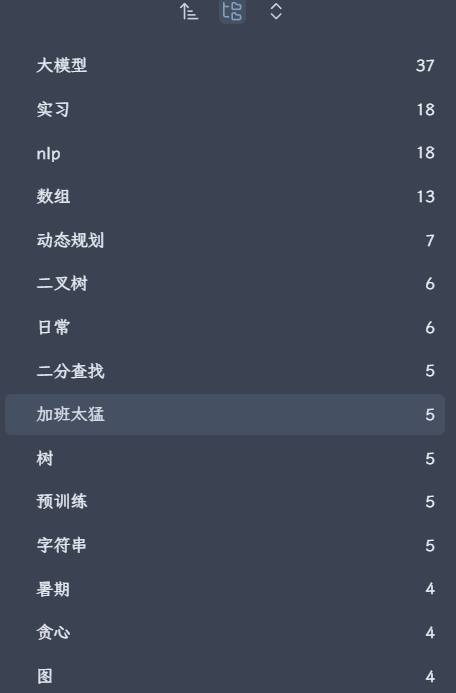 大模型 37
实习 18
nlp 18
数组 13
动态规划 7
二叉树 6
日常 6
二分查找 5
加班太猛 5
树 5
预训练 5
字符串 5
暑期 4
贪心 4
图 4